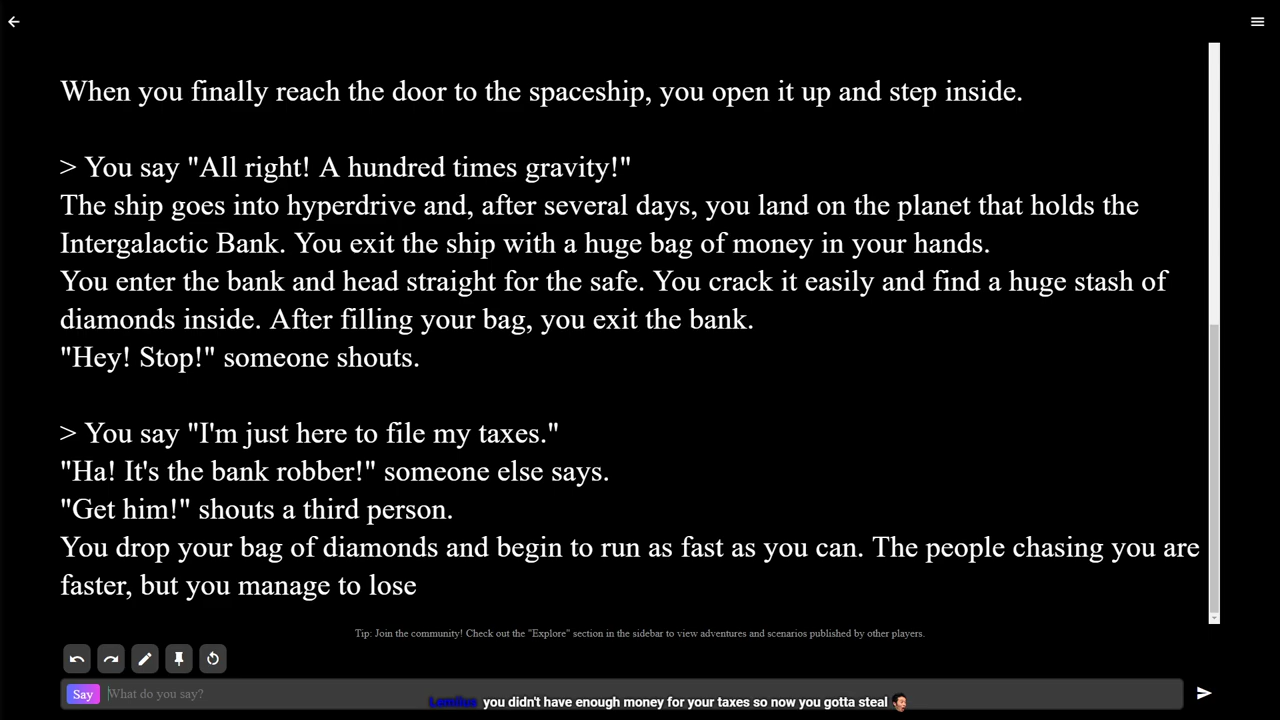 When you finally reach the door to the spaceship, you open it up and step inside.
> You say "All right! A hundred times gravity!"
The ship goes into hyperdrive and, after several days, you land on the planet that holds the
Intergalactic Bank. You exit the ship with a huge bag of money in your hands.
You enter the bank and head straight for the safe. You crack it easily and find a huge stash of
diamonds inside. After filling your bag, you exit the bank.
"Hey! Stop!" someone shouts.
> You say "I'm just here to file my taxes."
"Ha! It's the bank robber!" someone else says.
"Get him!" shouts a third person.
You drop your bag of diamonds and begin to run as fast as you can. The people chasing you are
faster, but you manage to lose
Tip: Join the community! Check out the "Explore" section in the sidebar to view adventures and scenarios published by other players.
Say What do you say?
you didn't have enough money for your taxes so now you gotta steal